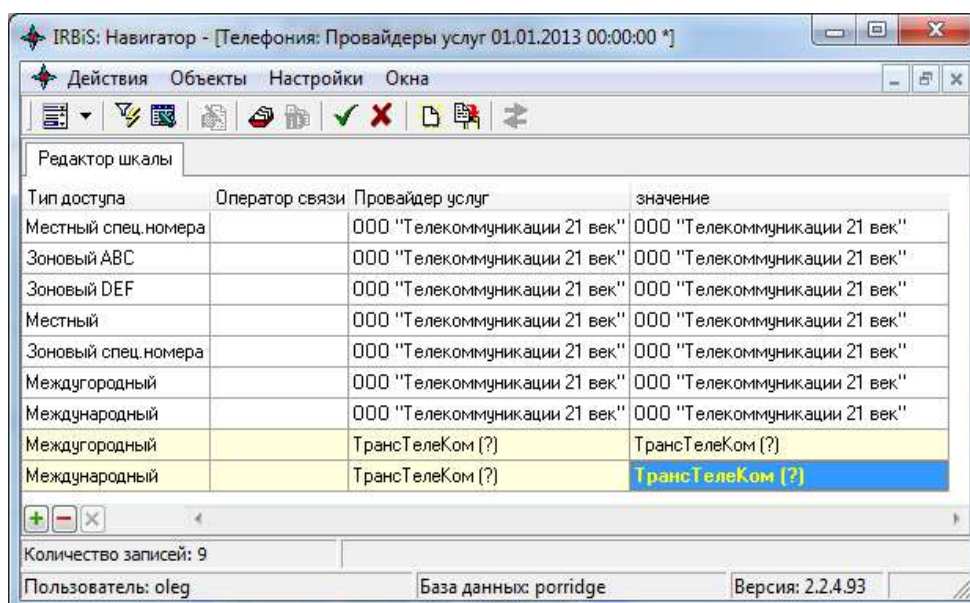 IRBiS: Навигатор - [Телефония: Провайдеры услуг 01.01.2013 00:00:00 *]
Действия Объекты Настройки Окна
Редактор шкалы
Тип доступа Оператор связи Провайдер услуг значение
Местный спец.номера ООО "Телекоммуникации 21 век" ООО "Телекоммуникации 21 век"
Зоновый ABC ООО "Телекоммуникации 21 век" ООО "Телекоммуникации 21 век"
Зоновый DEF ООО "Телекоммуникации 21 век" ООО "Телекоммуникации 21 век"
Местный ООО "Телекоммуникации 21 век" ООО "Телекоммуникации 21 век"
Зоновый спец.номера ООО "Телекоммуникации 21 век" ООО "Телекоммуникации 21 век"
Междугородный ООО "Телекоммуникации 21 век" ООО "Телекоммуникации 21 век"
Международный ООО "Телекоммуникации 21 век" ООО "Телекоммуникации 21 век"
Междугородный ТрансТелеКом (?) ТрансТелеКом (?)
Международный ТрансТелеКом (?) ТрансТелеКом (?)
Количество записей: 9
Пользователь: oleg База данных: porridge Версия: 2.2.4.93